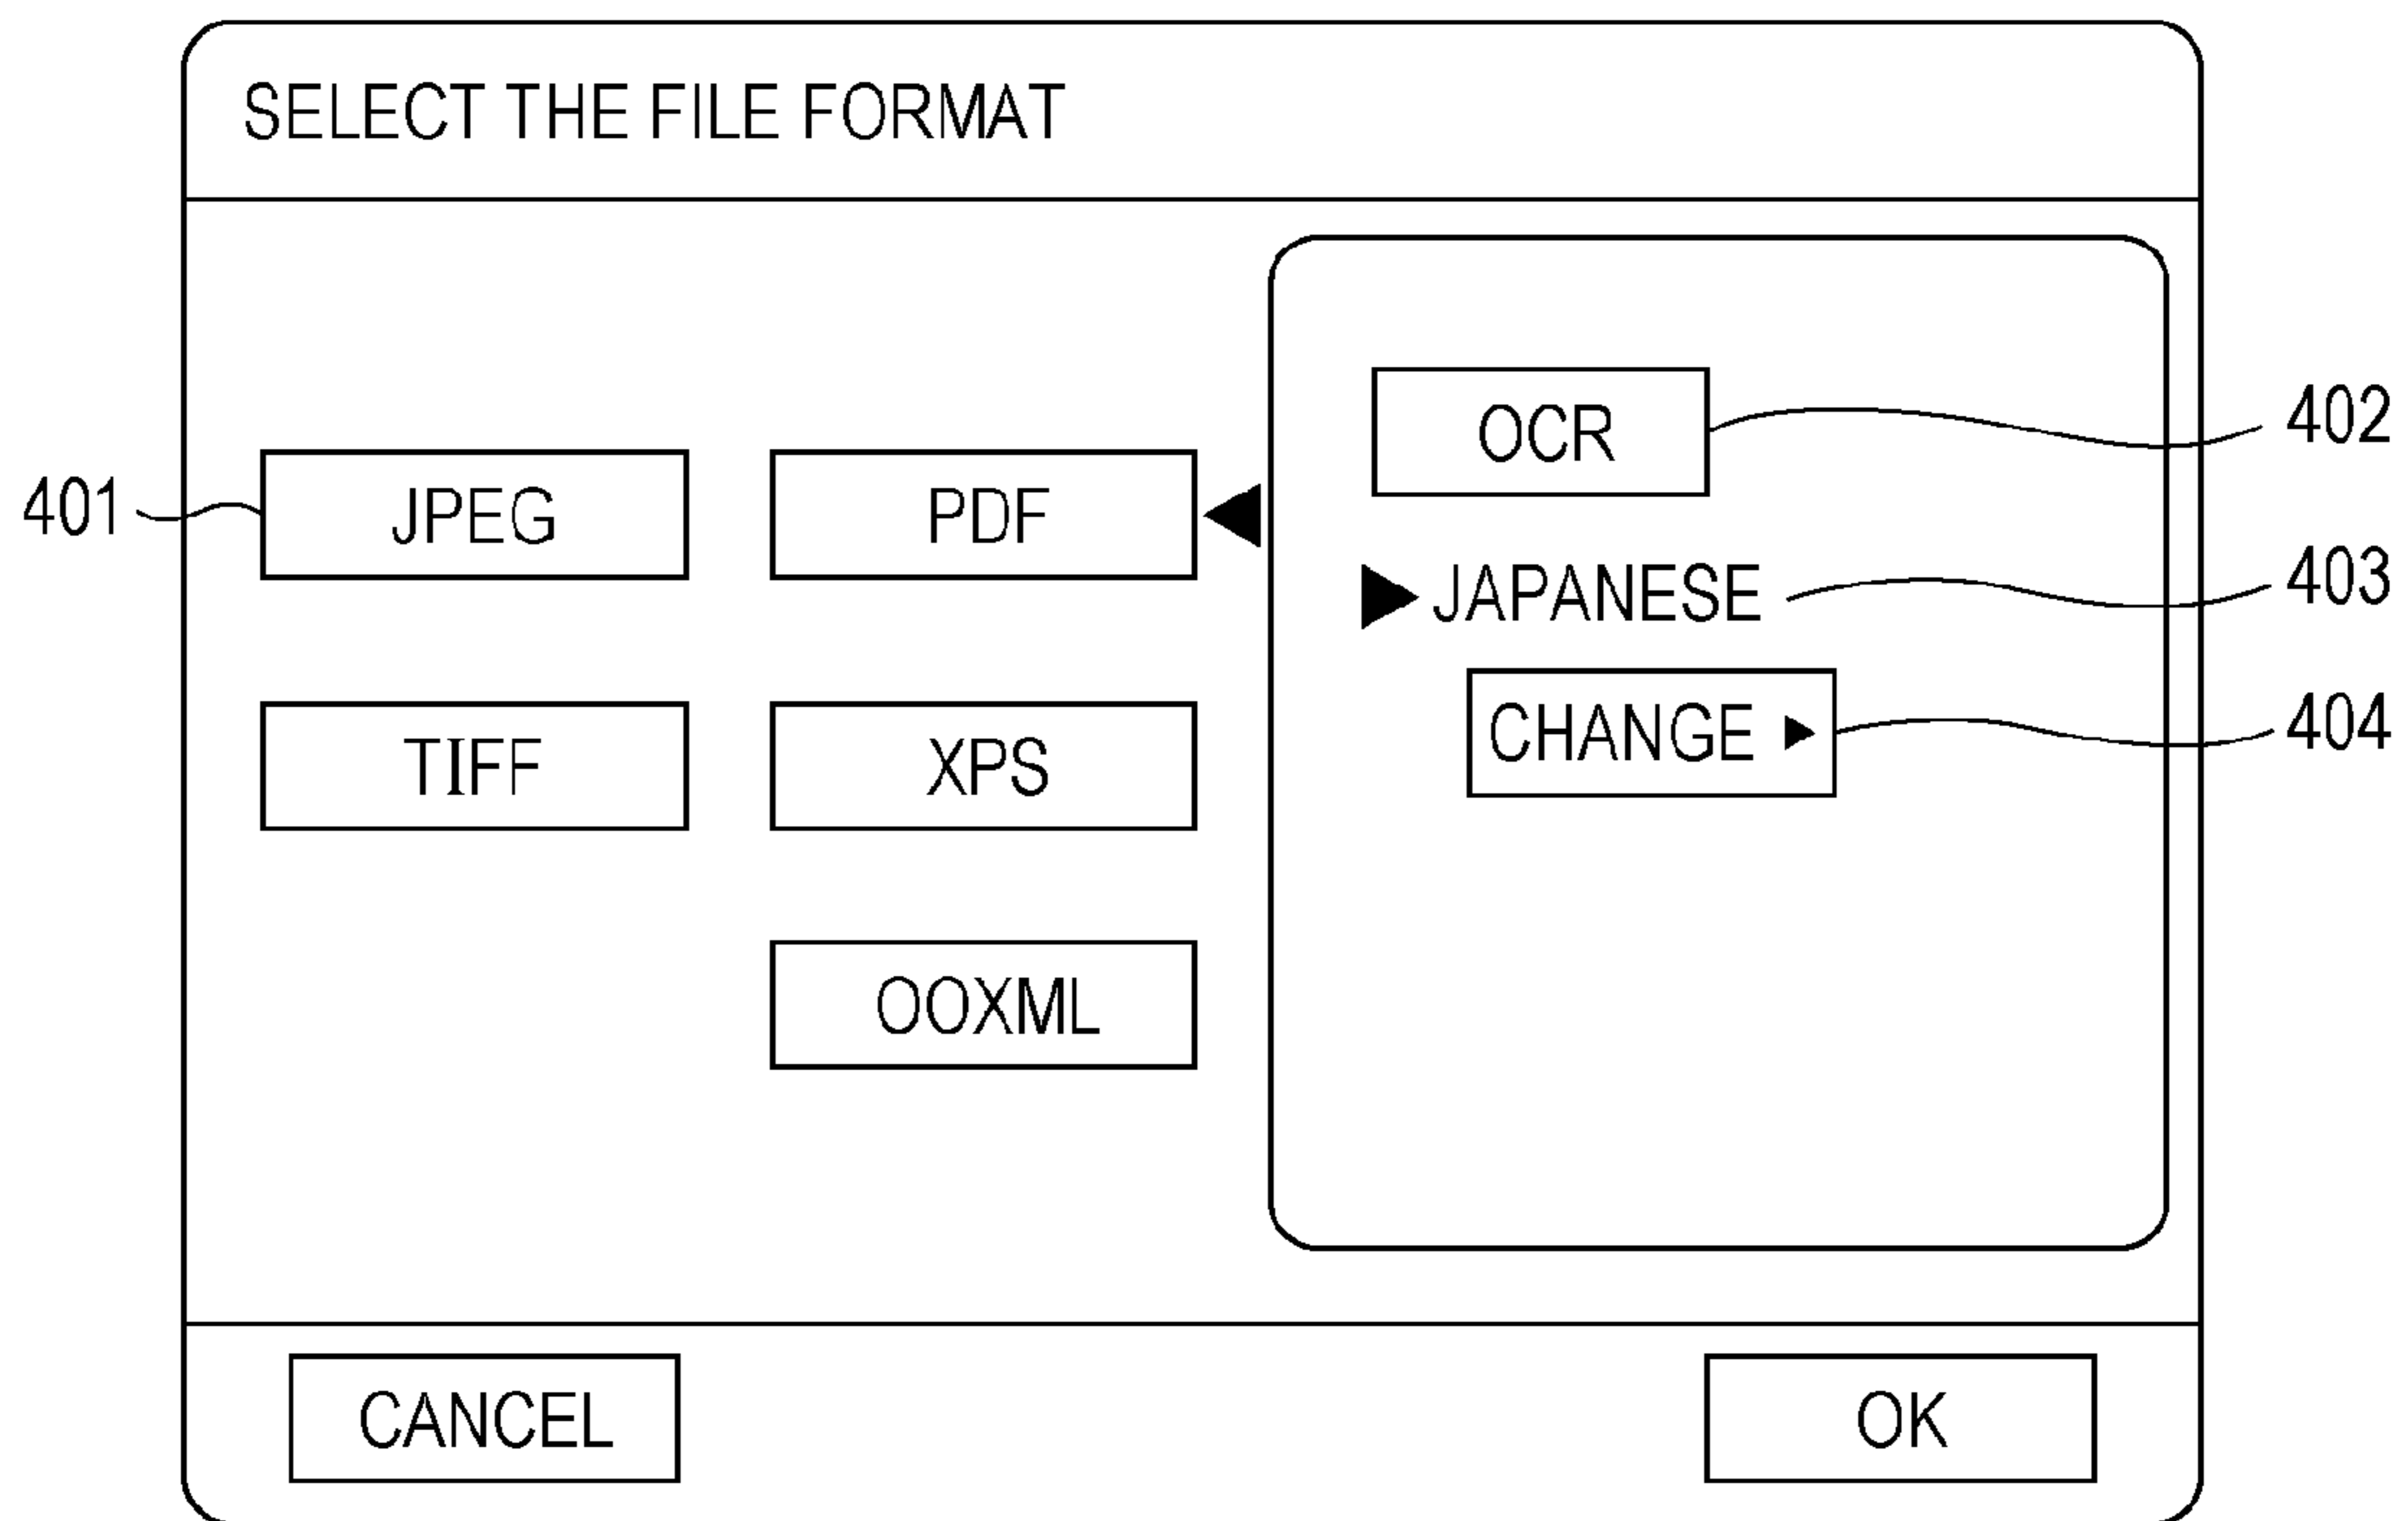 SELECT THE FILE FORMAT
401
JPEG
PDF
TIFF
XPS
OOXML
OCR
402
JAPANESE
403
CHANGE
404
CANCEL
OK